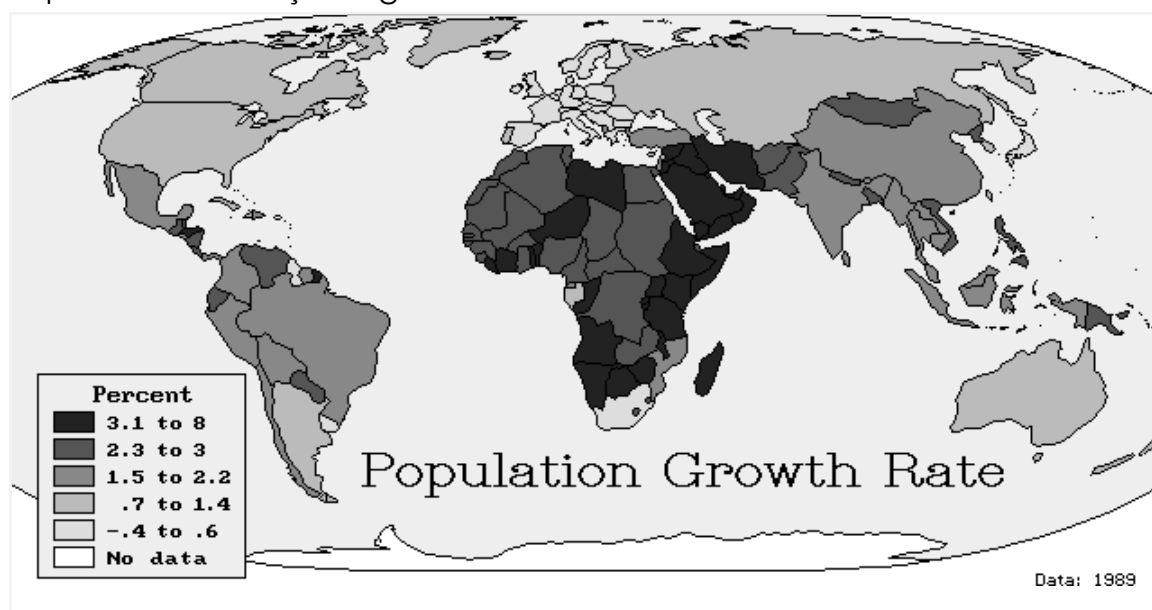 Percent
3.1 to 8
2.3 to 3
1.5 to 2.2
.7 to 1.4
-.4 to .6
No data
Population Growth Rate
Data: 1989